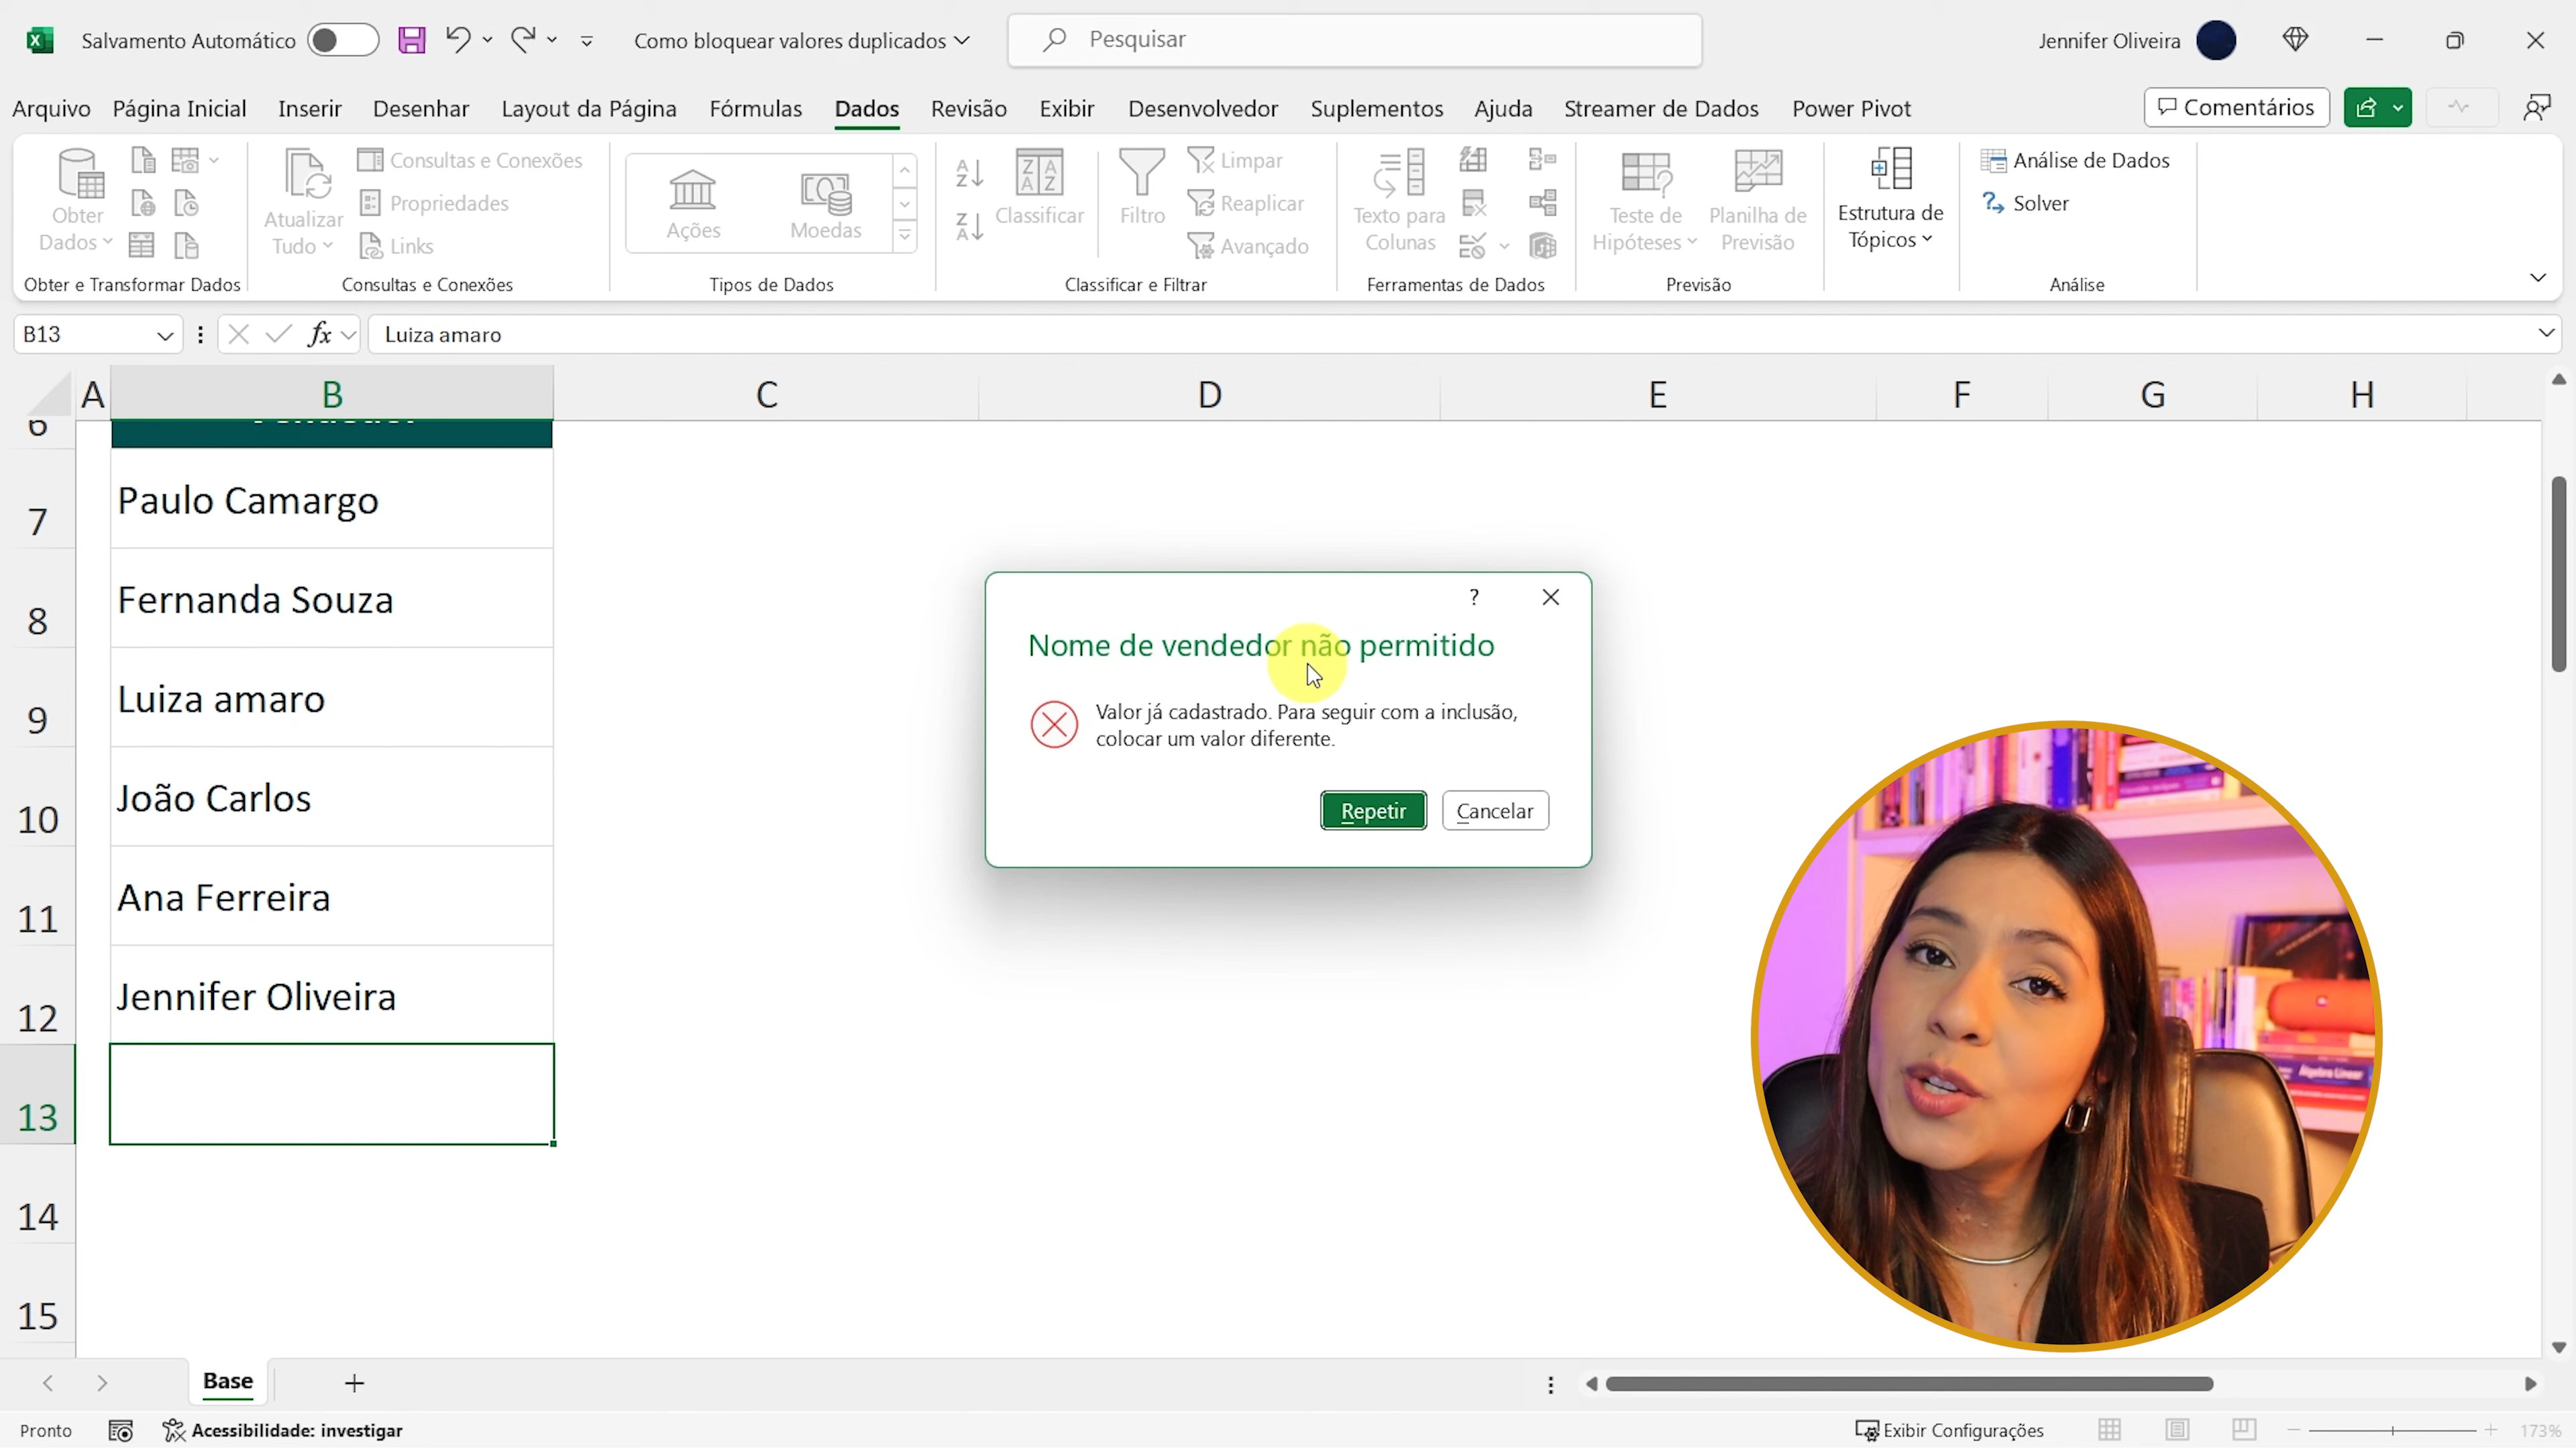 Salvamento Automático
Como bloquear valores duplicados
Pesquisar
Jennifer Oliveira
Arquivo Página Inicial Inserir Desenhar Layout da Página Fórmulas Dados Revisão Exibir Desenvolvedor Suplementos Ajuda Streamer de Dados Power Pivot
Comentários
Obter
Dados
Obter e Transformar Dados
Atualizar
Tudo
Consultas e Conexões
Propriedades
Links
Consultas e Conexões
Ações
Moedas
Tipos de Dados
Classificar
Filtro
Limpar
Reaplicar
Avançado
Classificar e Filtrar
Texto para
Colunas
Ferramentas de Dados
Teste de
Hipóteses
Planilha de
Previsão
Previsão
Estrutura de
Tópicos
Análise de Dados
Solver
Análise
B13
fx
Luiza amaro
A B C D E F G H
6
7 Paulo Camargo
8 Fernanda Souza
9 Luiza amaro
10 João Carlos
11 Ana Ferreira
12 Jennifer Oliveira
13
14
15
?
Nome de vendedor não permitido
Valor já cadastrado. Para seguir com a inclusão,
colocar um valor diferente.
Repetir
Cancelar
Álgebra Linear
Base
Pronto
Acessibilidade: investigar
Exibir Configurações
173%